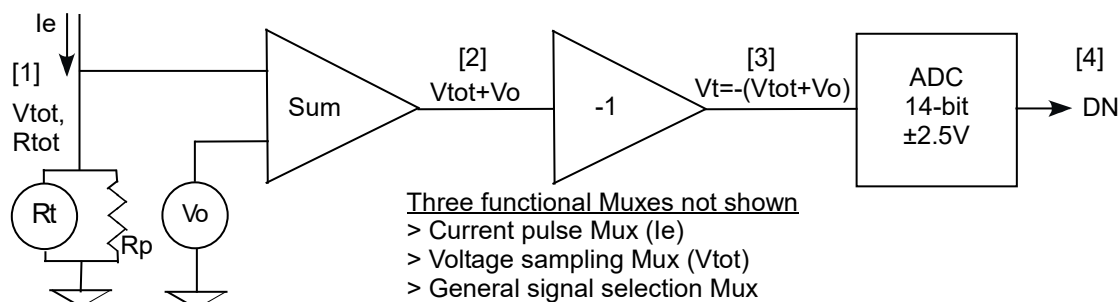 Ie
[1]
Vtot,
Rtot
Rt
Rp
Vo
Sum
[2]
Vtot+Vo
-1
[3]
Vt=-(Vtot+Vo)
ADC
14-bit
±2.5V
[4]
DN
Three functional Muxes not shown
> Current pulse Mux (Ie)
> Voltage sampling Mux (Vtot)
> General signal selection Mux